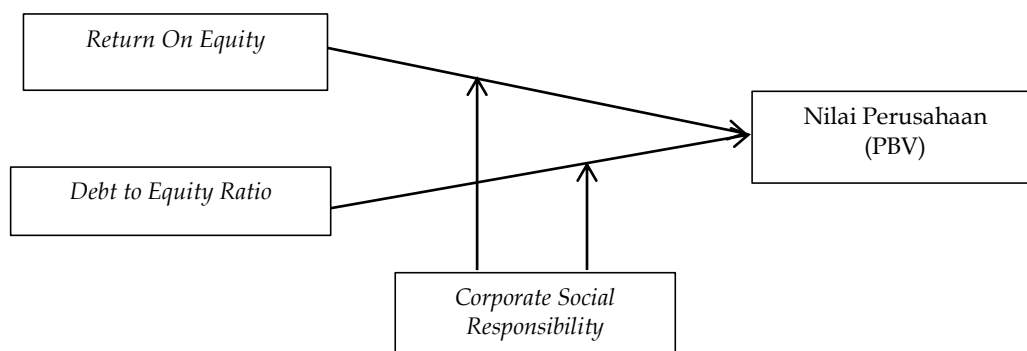 Return On Equity
Nilai Perusahaan
(PBV)
Debt to Equity Ratio
Corporate Social
Responsibility